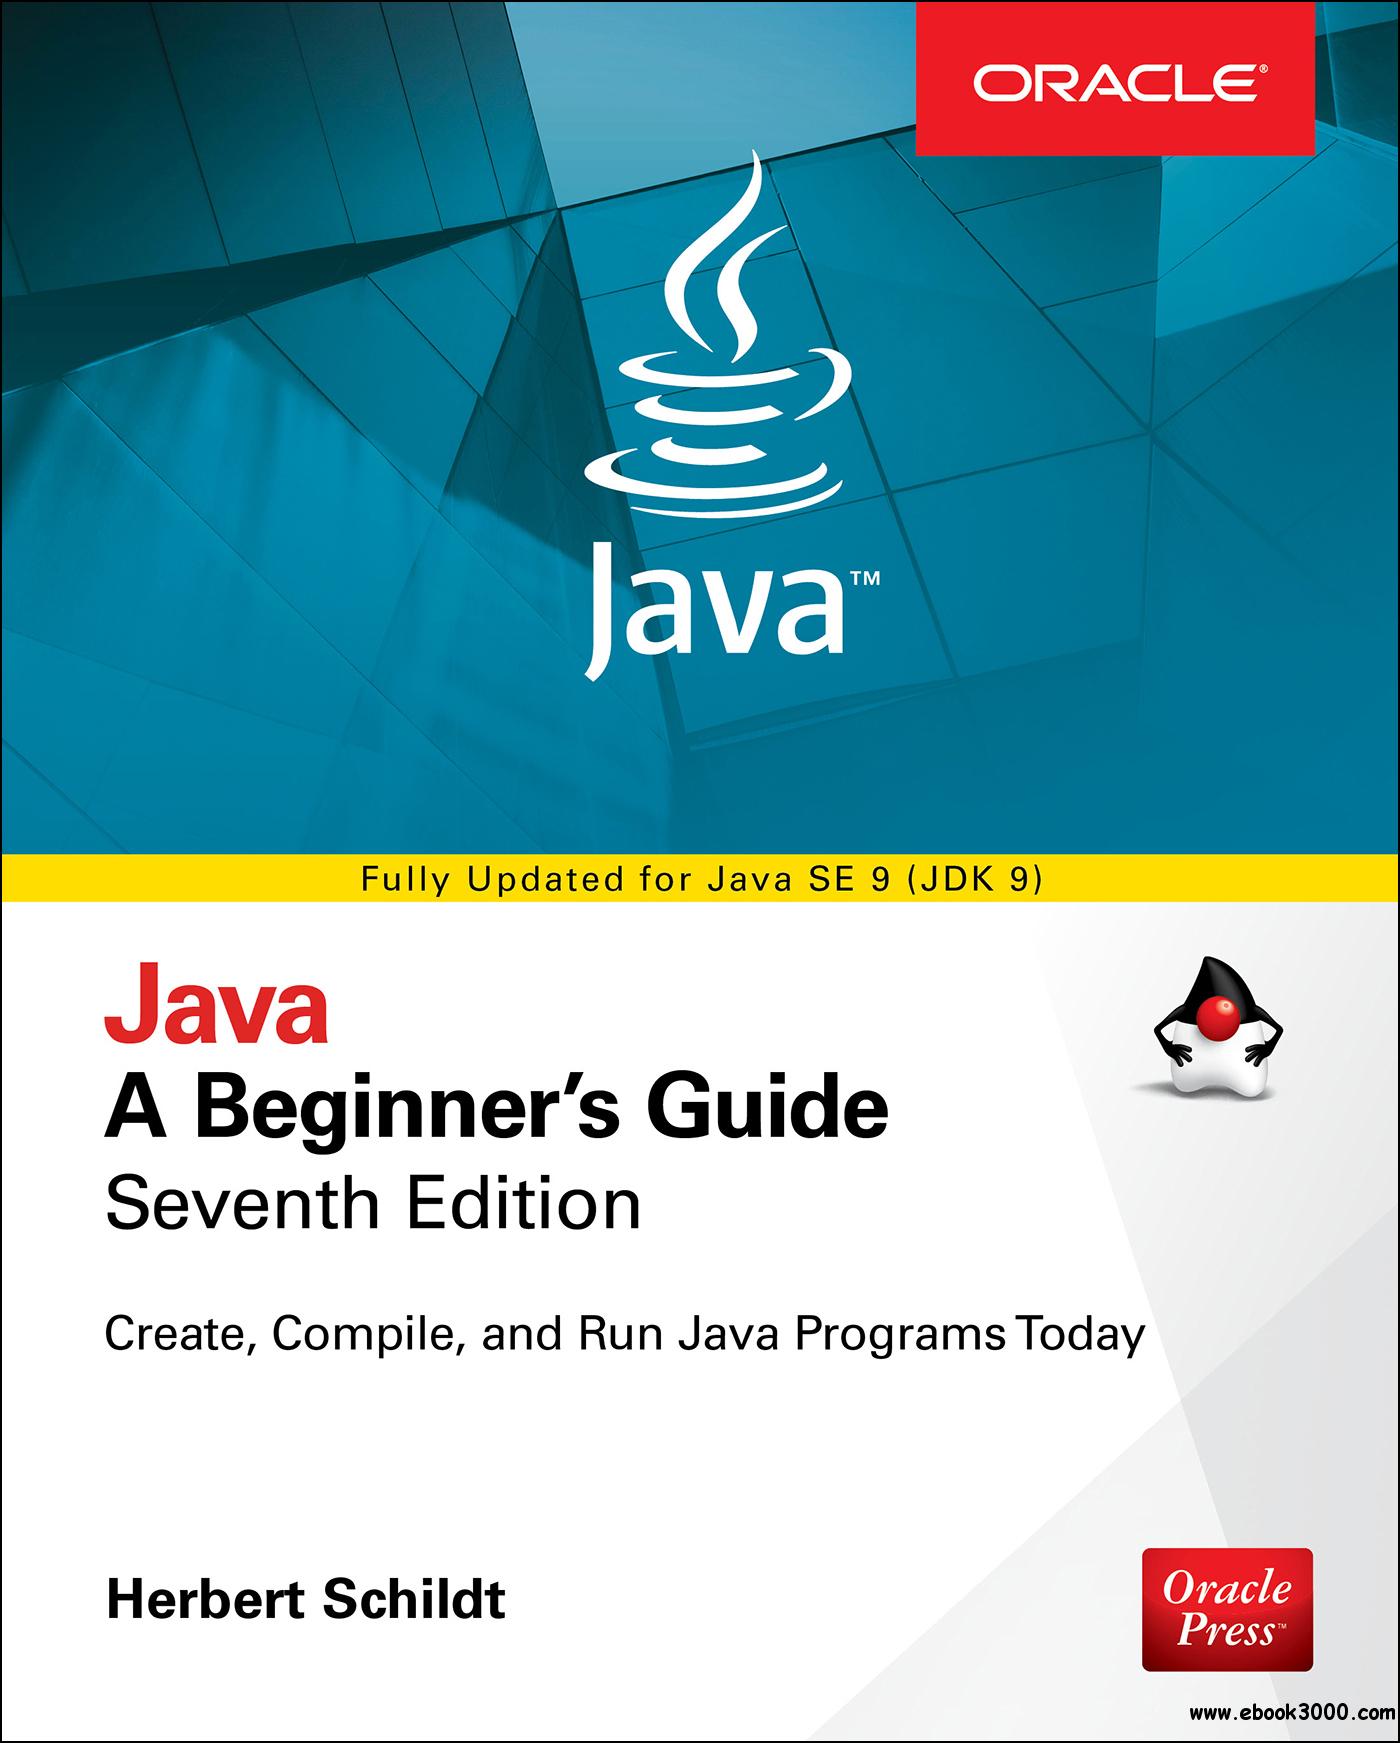 ORACLE®
Java™
Fully Updated for Java SE 9 (JDK 9)
Java
A Beginner’s Guide
Seventh Edition
Create, Compile, and Run Java Programs Today
Herbert Schildt
Oracle
Press™
www.ebook3000.com